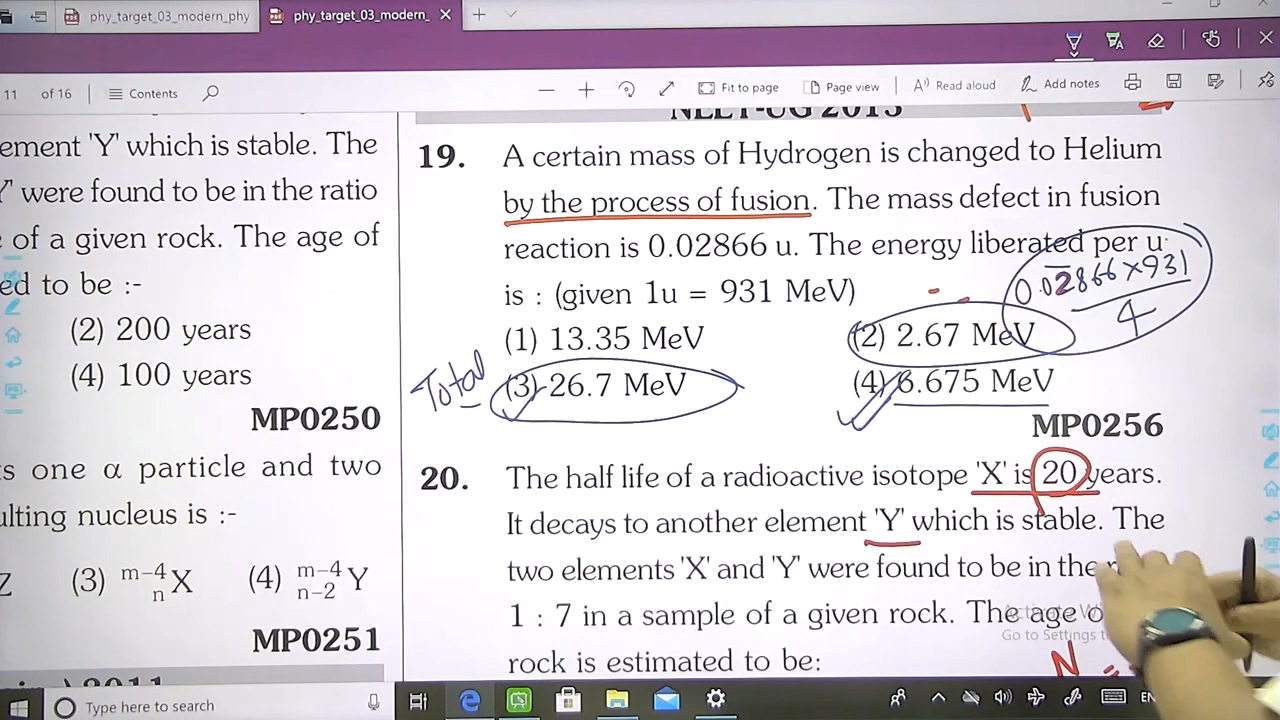 phy_target_03_modern_phy
phy_target_03_modern_
11 of 16
Contents
Fit to page
Page view
Read aloud
Add notes
ement 'Y' which is stable. The
were found to be in the ratio
of a given rock. The age of
ed to be :-
(2) 200 years
(4) 100 years
MP0250
s one α particle and two
ulting nucleus is :-
Z (3) m−4 n X (4) m−4 n−2 Y
MP0251
NEET-UG 2013
19. A certain mass of Hydrogen is changed to Helium
by the process of fusion. The mass defect in fusion
reaction is 0.02866 u. The energy liberated per u
is : (given 1u = 931 MeV)
0.02866×931
4
(1) 13.35 MeV (2) 2.67 MeV
Total
(3) 26.7 MeV (4) 6.675 MeV
MP0256
20. The half life of a radioactive isotope 'X' is 20 years.
It decays to another element 'Y' which is stable. The
two elements 'X' and 'Y' were found to be in the
1 : 7 in a sample of a given rock. The age
rock is estimated to be:
N
Activate
Go to Settings
Type here to search